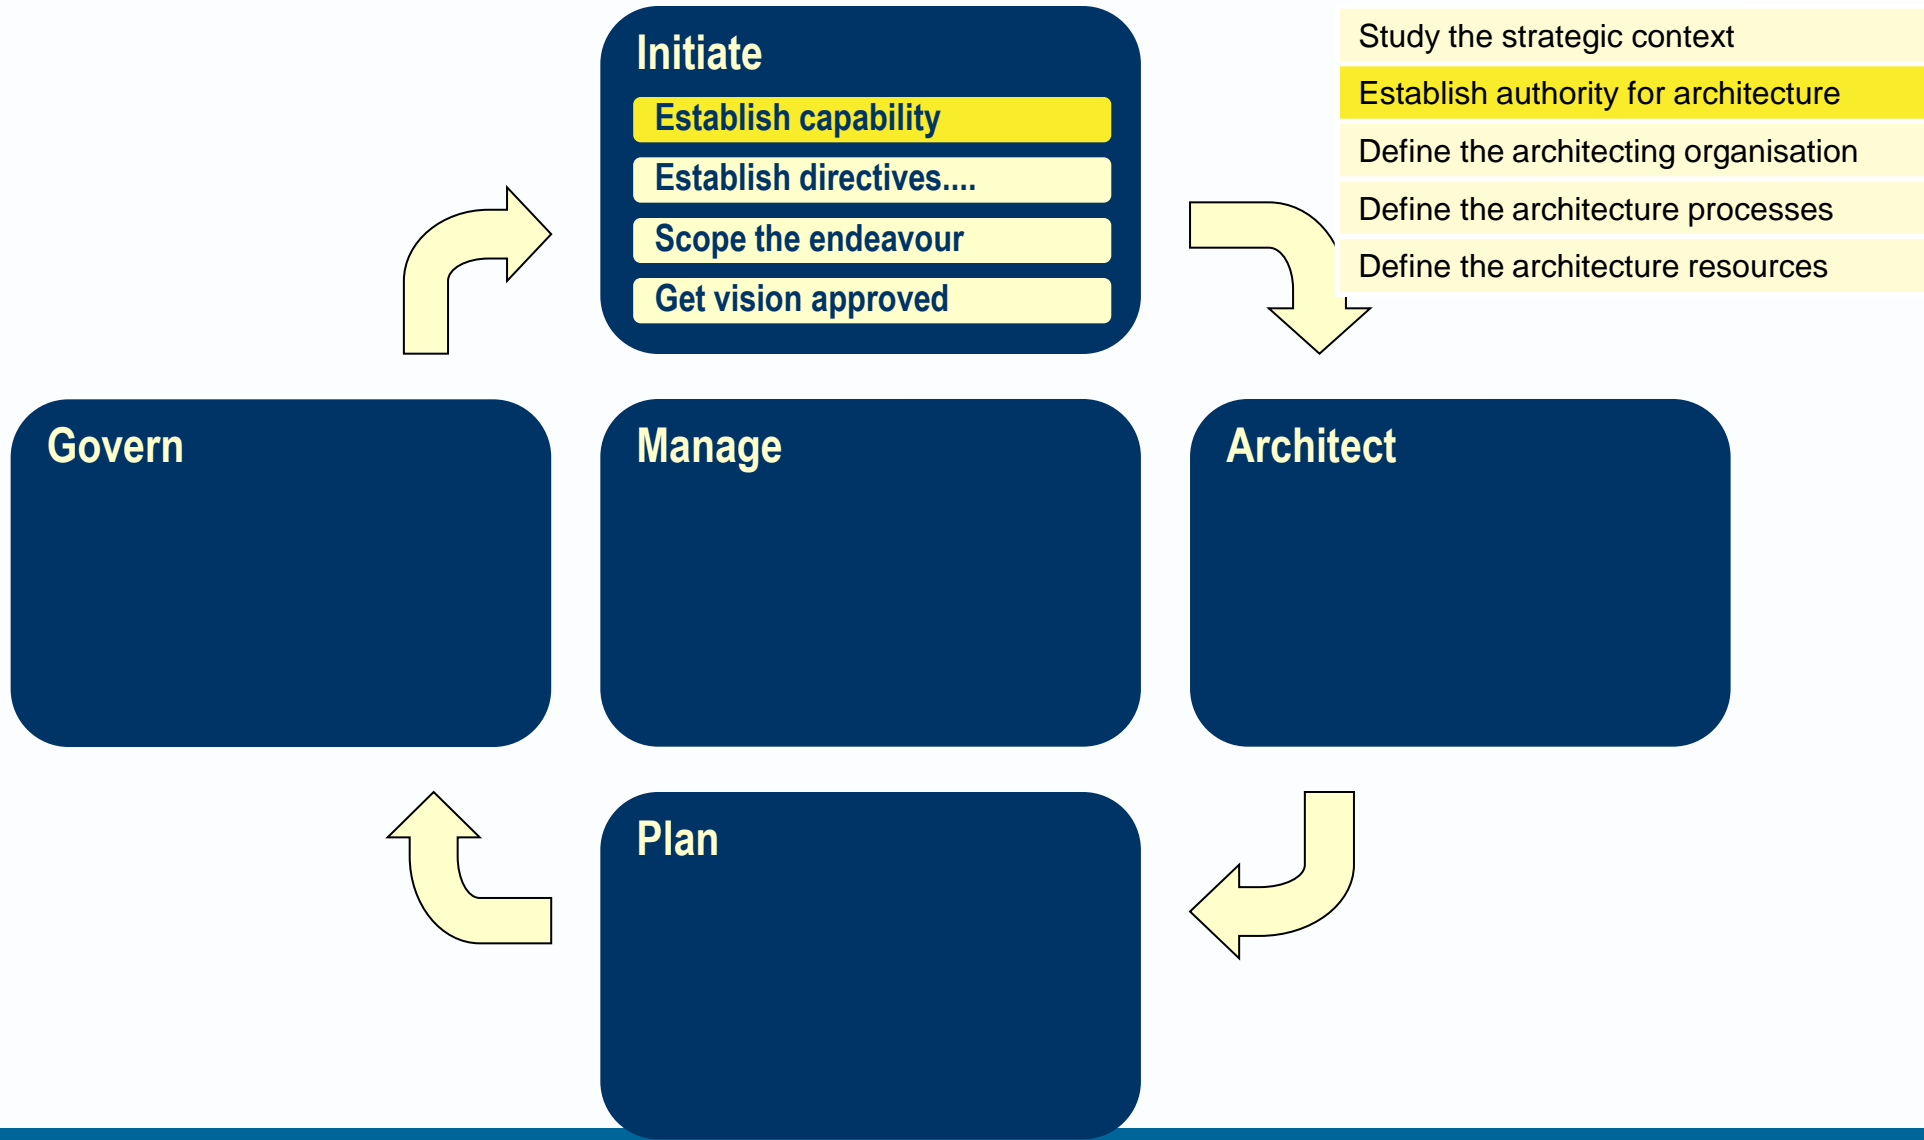 Initiate
Establish capability
Establish directives....
Scope the endeavour
Get vision approved
Study the strategic context
Establish authority for architecture
Define the architecting organisation
Define the architecture processes
Define the architecture resources
Govern
Manage
Architect
Plan